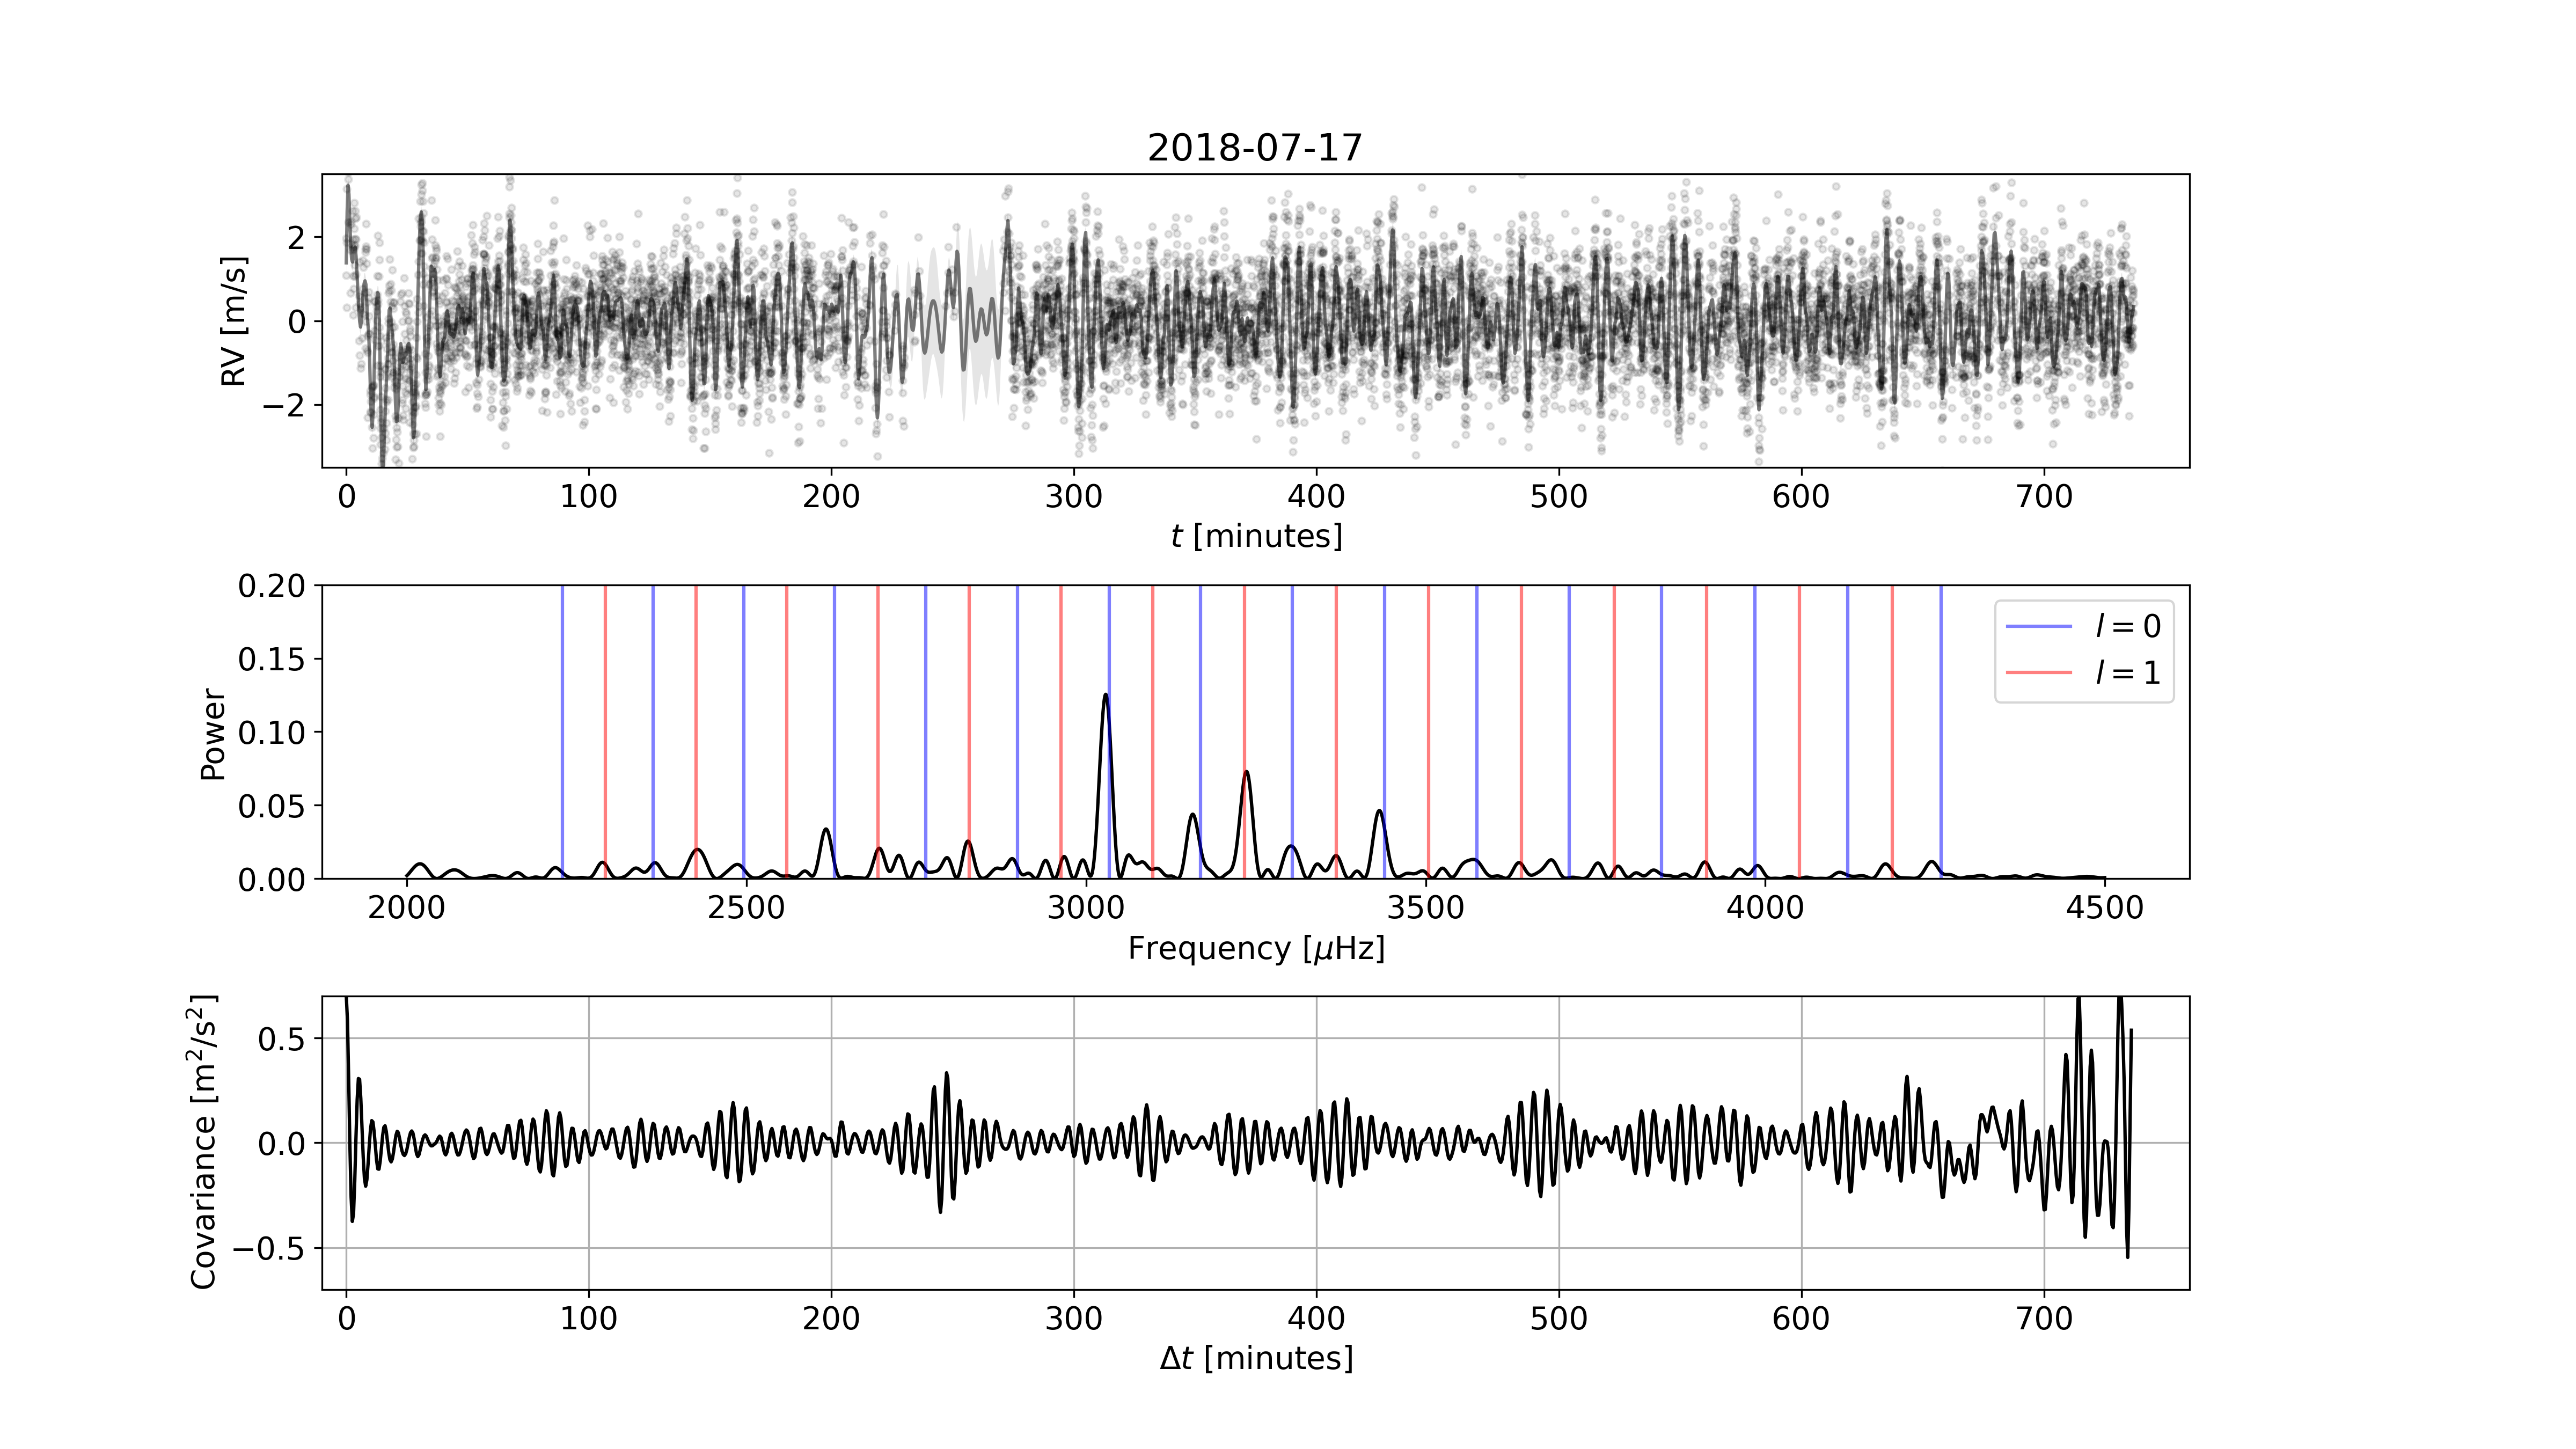 2018-07-17
RV [m/s]
2
0
−2
0 100 200 300 400 500 600 700
t [minutes]
Power
0.20
0.15
0.10
0.05
0.00
l = 0
l = 1
2000 2500 3000 3500 4000 4500
Frequency [μHz]
Covariance [m²/s²]
0.5
0.0
−0.5
0 100 200 300 400 500 600 700
Δt [minutes]